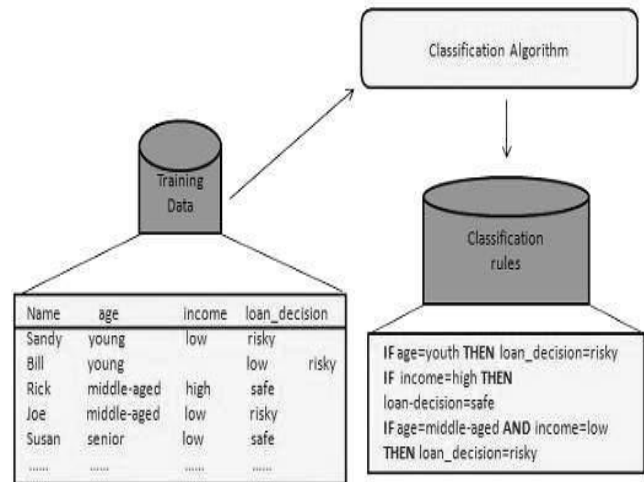 Classification Algorithm
Training
Data
Classification
rules
Name age income loan_decision
Sandy young low risky
Bill young low risky
Rick middle-aged high safe
Joe middle-aged low risky
Susan senior low safe
...... ...... ...... ......
IF age=youth THEN loan_decision=risky
IF income=high THEN
loan-decision=safe
IF age=middle-aged AND income=low
THEN loan_decision=risky